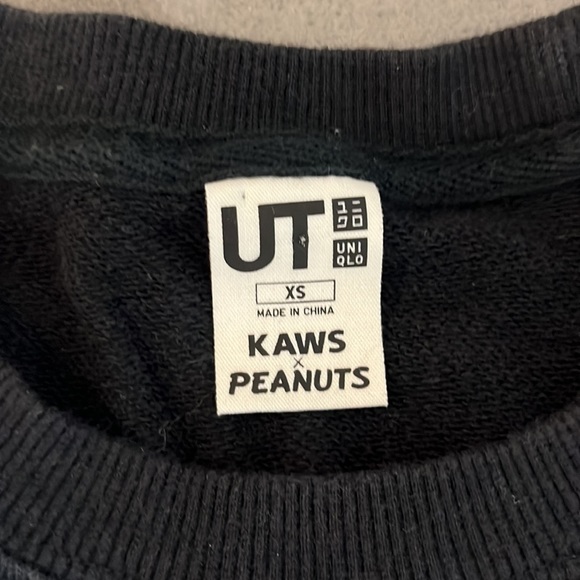 UT
ユニ
クロ
UNI
QLO
XS
MADE IN CHINA
KAWS
×
PEANUTS